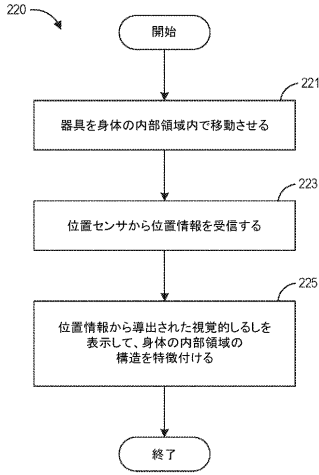 220
開始
221
器具を身体の内部領域内で移動させる
223
位置センサから位置情報を受信する
225
位置情報から導出された視覚的しるしを
表示して、身体の内部領域の
構造を特徴付ける
終了